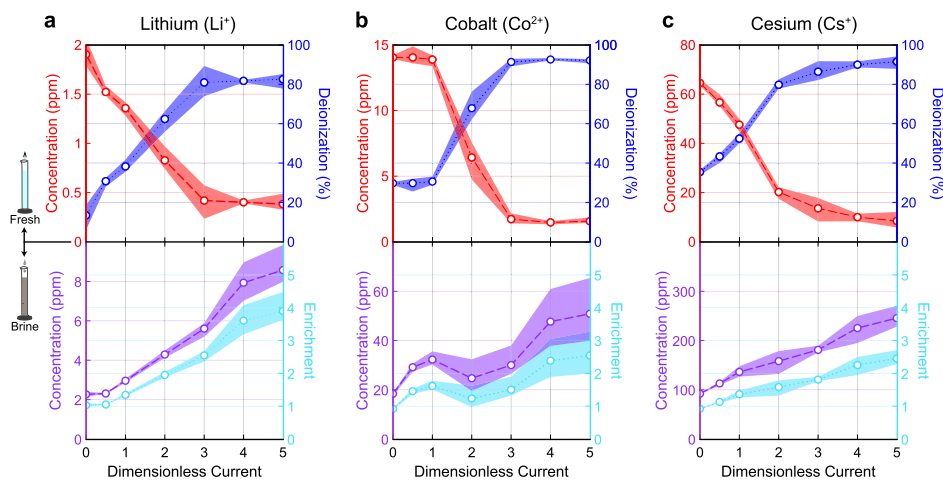 a Lithium (Li⁺)
b Cobalt (Co²⁺)
c Cesium (Cs⁺)
Concentration (ppm)
2
1.5
1
0.5
0
Deionization (%)
100
80
60
40
20
0
Concentration (ppm)
15
10
5
0
Deionization (%)
100
80
60
40
20
0
Concentration (ppm)
80
60
40
20
0
Deionization (%)
100
80
60
40
20
0
Fresh
Brine
Concentration (ppm)
8
6
4
2
0
Enrichment
5
4
3
2
1
0
0 1 2 3 4 5
Dimensionless Current
Concentration (ppm)
60
40
20
0
Enrichment
5
4
3
2
1
0
0 1 2 3 4 5
Dimensionless Current
Concentration (ppm)
300
200
100
0
Enrichment
5
4
3
2
1
0
0 1 2 3 4 5
Dimensionless Current